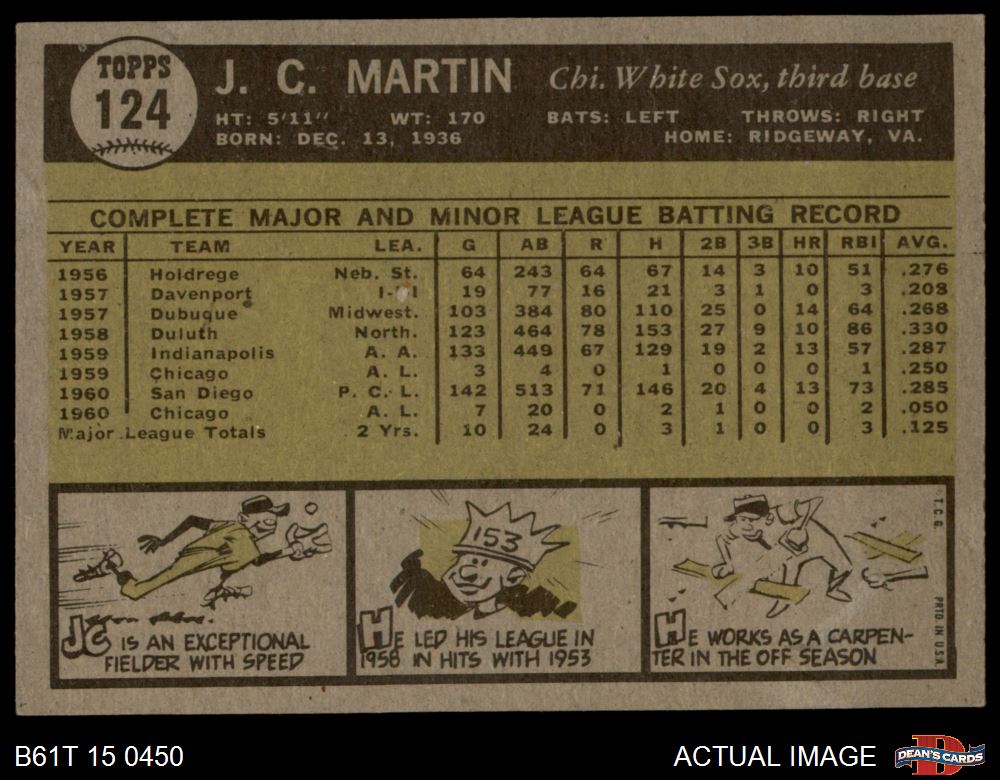 TOPPS
124
J. C. MARTIN Chi. White Sox, third base
HT: 5'11" WT: 170 BATS: LEFT THROWS: RIGHT
BORN: DEC. 13, 1936 HOME: RIDGEWAY, VA.
COMPLETE MAJOR AND MINOR LEAGUE BATTING RECORD
YEAR TEAM LEA. G AB R H 2B 3B HR RBI AVG.
1956 Holdrege Neb. St. 64 243 64 67 14 3 10 51 .276
1957 Davenport I-I 19 77 16 21 3 1 0 3 .208
1957 Dubuque Midwest. 103 384 80 110 25 0 14 64 .268
1958 Duluth North. 123 464 78 153 27 9 10 86 .330
1959 Indianapolis A. A. 133 449 67 129 19 2 13 57 .287
1959 Chicago A. L. 3 4 0 1 0 0 0 1 .250
1960 San Diego P. C. L. 142 513 71 146 20 4 13 73 .285
1960 Chicago A. L. 7 20 0 2 1 0 0 2 .050
Major League Totals 2 Yrs. 10 24 0 3 1 0 0 3 .125
JC IS AN EXCEPTIONAL
FIELDER WITH SPEED
153
HE LED HIS LEAGUE IN
1958 IN HITS WITH 1953
HE WORKS AS A CARPEN-
TER IN THE OFF SEASON
T.C.G.
PRTD. IN U.S.A.
B61T 15 0450
ACTUAL IMAGE
D
DEAN'S CARDS